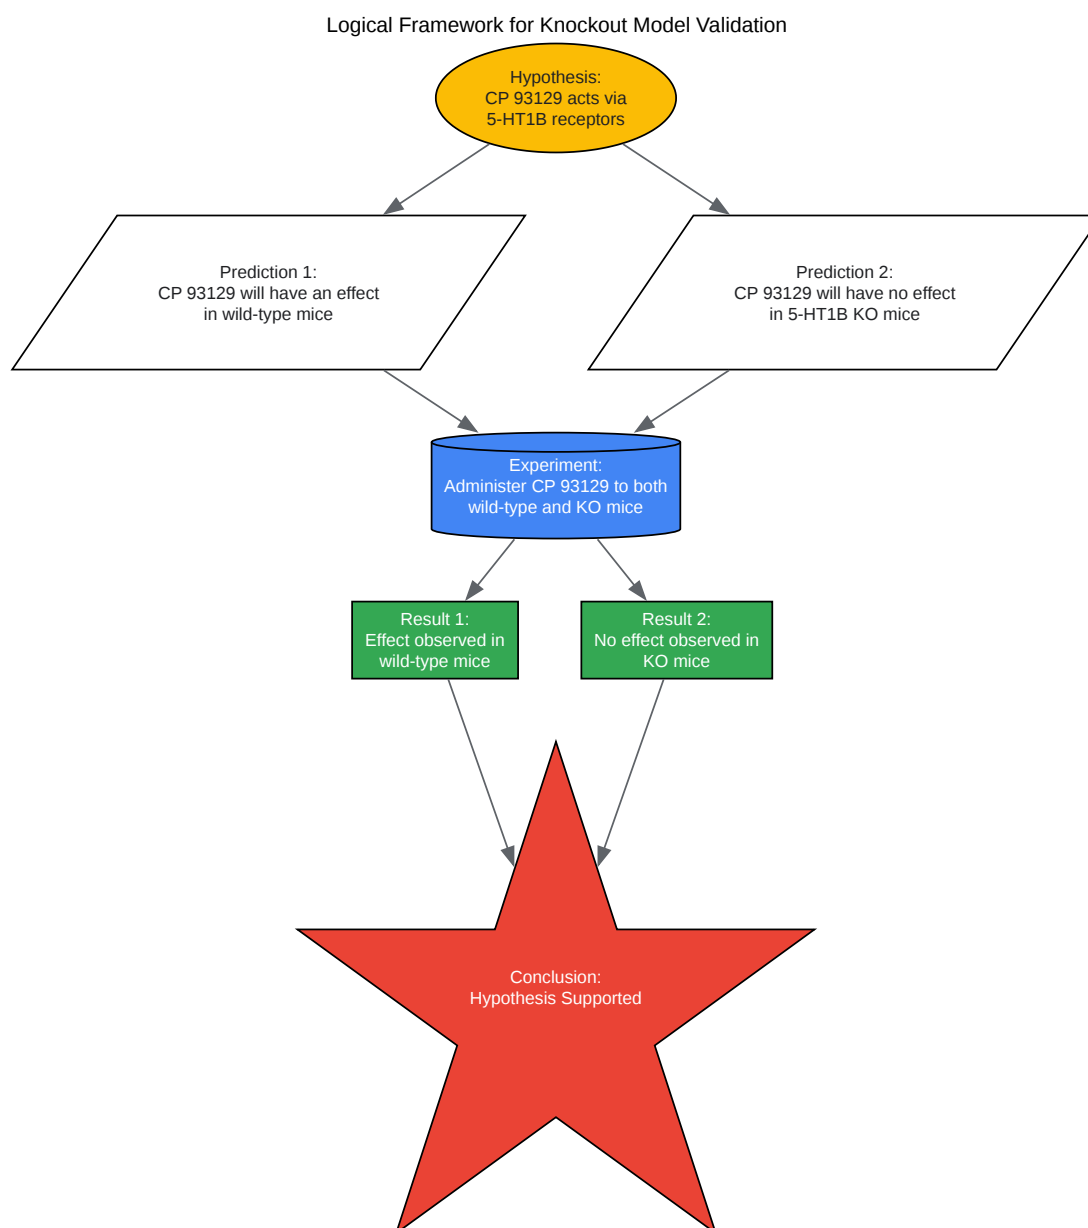 Logical Framework for Knockout Model Validation
Hypothesis:
CP 93129 acts via
5-HT1B receptors
Prediction 1:
CP 93129 will have an effect
in wild-type mice
Prediction 2:
CP 93129 will have no effect
in 5-HT1B KO mice
Experiment:
Administer CP 93129 to both
wild-type and KO mice
Result 1:
Effect observed in
wild-type mice
Result 2:
No effect observed in
KO mice
Conclusion:
Hypothesis Supported